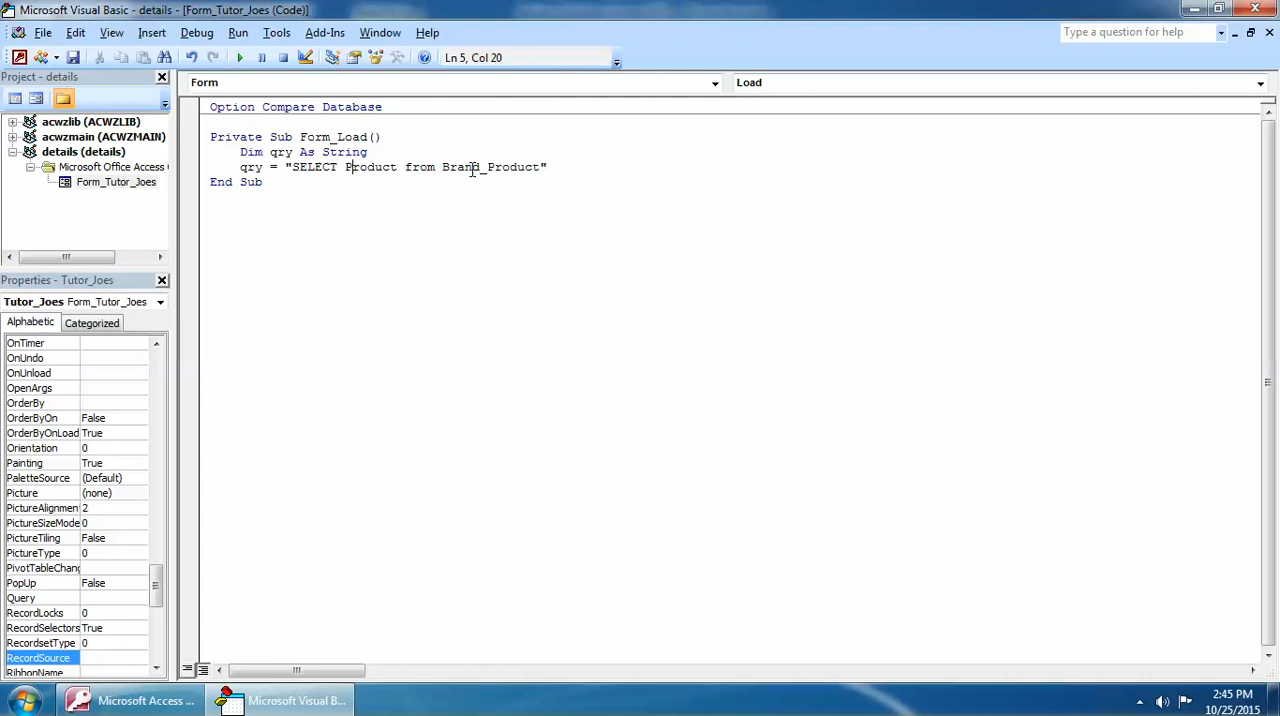 Microsoft Visual Basic - details - [Form_Tutor_Joes (Code)]
File Edit View Insert Debug Run Tools Add-Ins Window Help
Type a question for help
Ln 5, Col 20
Project - details
Form
Load
acwzlib (ACWZLIB)
acwzmain (ACWZMAIN)
details (details)
Microsoft Office Access
Form_Tutor_Joes
Option Compare Database
Private Sub Form_Load()
Dim qry As String
qry = "SELECT Product from Brand_Product"
End Sub
Properties - Tutor_Joes
Tutor_Joes Form_Tutor_Joes
Alphabetic Categorized
OnTimer
OnUndo
OnUnload
OpenArgs
OrderBy
OrderByOn False
OrderByOnLoad True
Orientation 0
Painting True
PaletteSource (Default)
Picture (none)
PictureAlignmen 2
PictureSizeMode 0
PictureTiling False
PictureType 0
PivotTableChang
PopUp False
Query
RecordLocks 0
RecordSelectors True
RecordsetType 0
RecordSource
RibbonName
Microsoft Access ...
Microsoft Visual B...
2:45 PM
10/25/2015